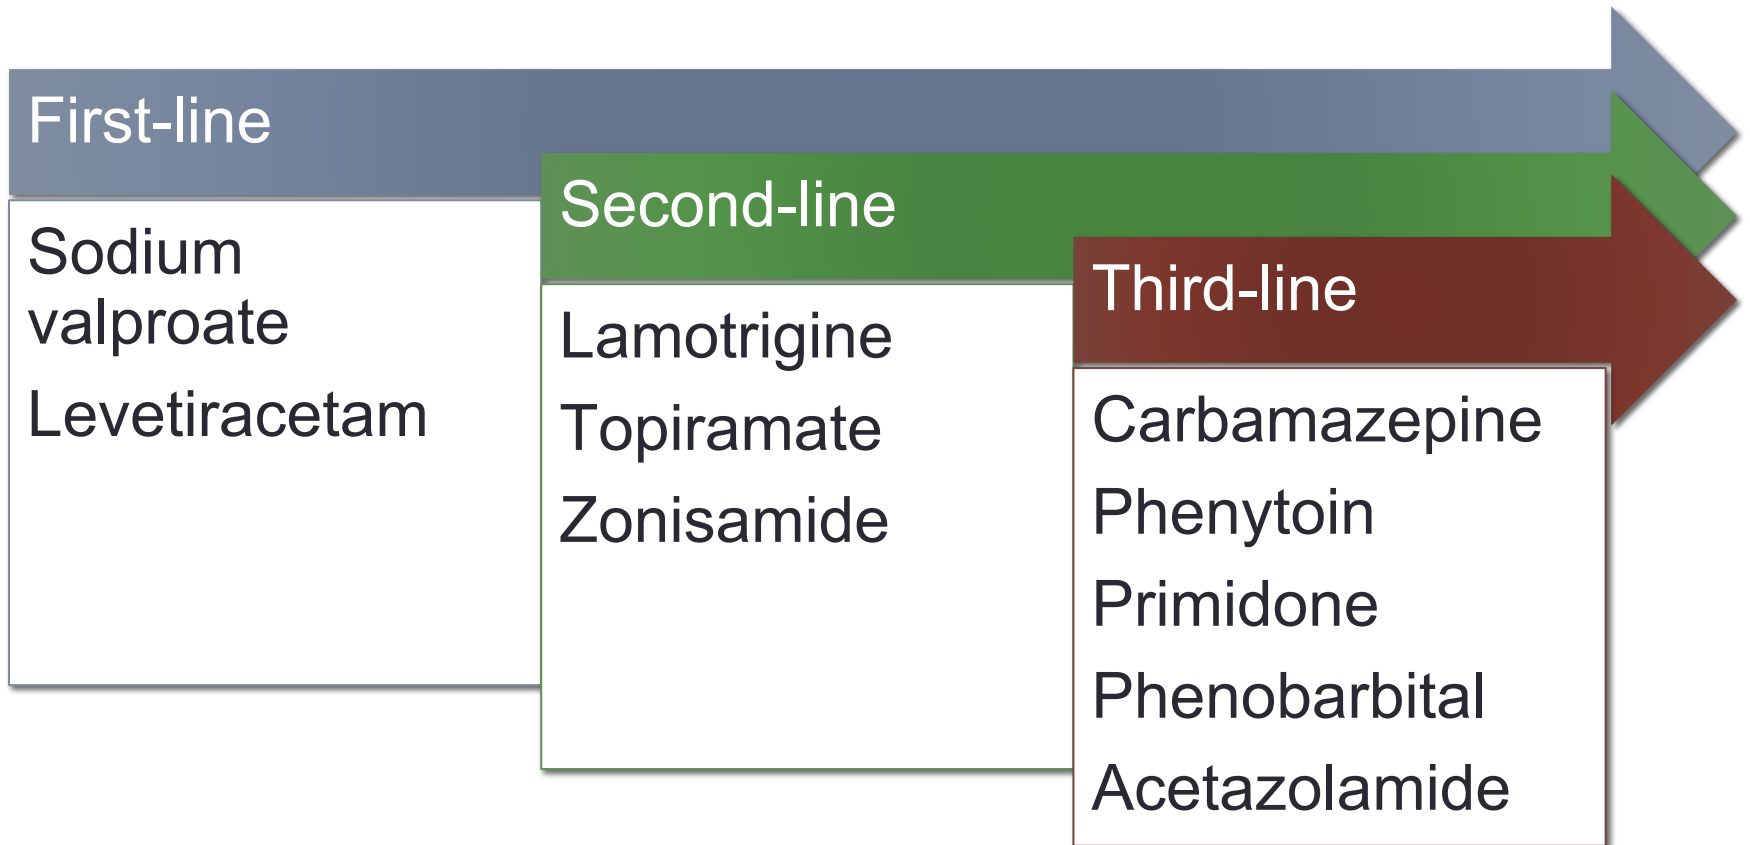 First-line
Sodium
valproate
Levetiracetam
Second-line
Lamotrigine
Topiramate
Zonisamide
Third-line
Carbamazepine
Phenytoin
Primidone
Phenobarbital
Acetazolamide